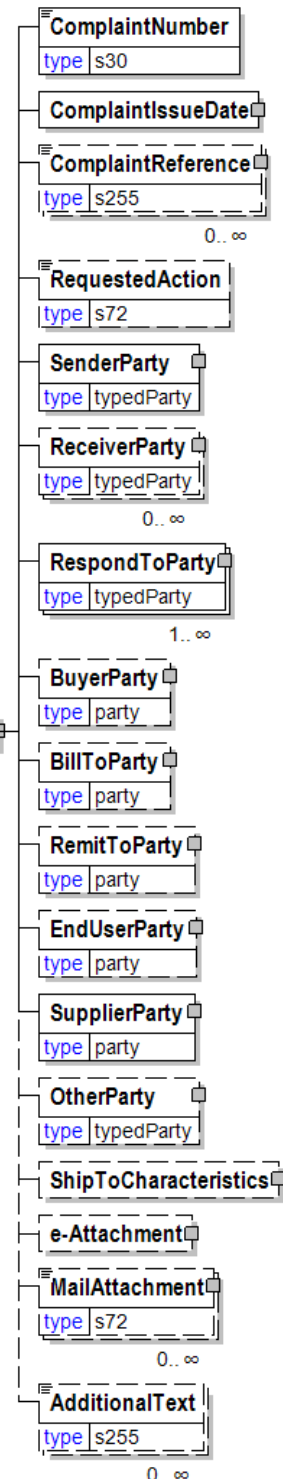 ComplaintNumber
type s30
ComplaintIssueDate
ComplaintReference
type s255
0.. ∞
RequestedAction
type s72
SenderParty
type typedParty
ReceiverParty
type typedParty
0.. ∞
RespondToParty
type typedParty
1.. ∞
BuyerParty
type party
BillToParty
type party
RemitToParty
type party
EndUserParty
type party
SupplierParty
type party
OtherParty
type typedParty
ShipToCharacteristics
e-Attachment
MailAttachment
type s72
0.. ∞
AdditionalText
type s255
0.. ∞